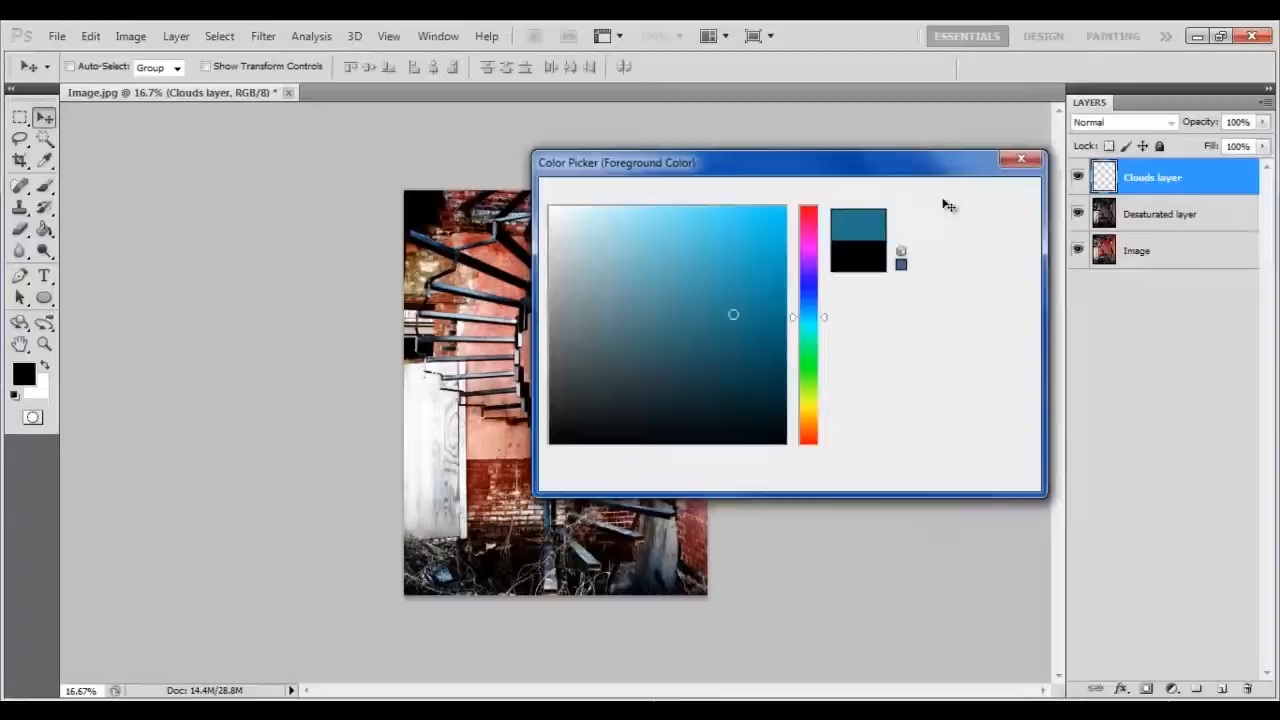 Ps File Edit Image Layer Select Filter Analysis 3D View Window Help 100% ESSENTIALS DESIGN PAINTING
Auto-Select: Group Show Transform Controls
Image.jpg @ 16.7% (Clouds layer, RGB/8) *
LAYERS
Normal Opacity: 100%
Lock: Fill: 100%
Color Picker (Foreground Color)
Clouds layer
Desaturated layer
Image
T
16.67% Doc: 14.4M/28.8M
fx